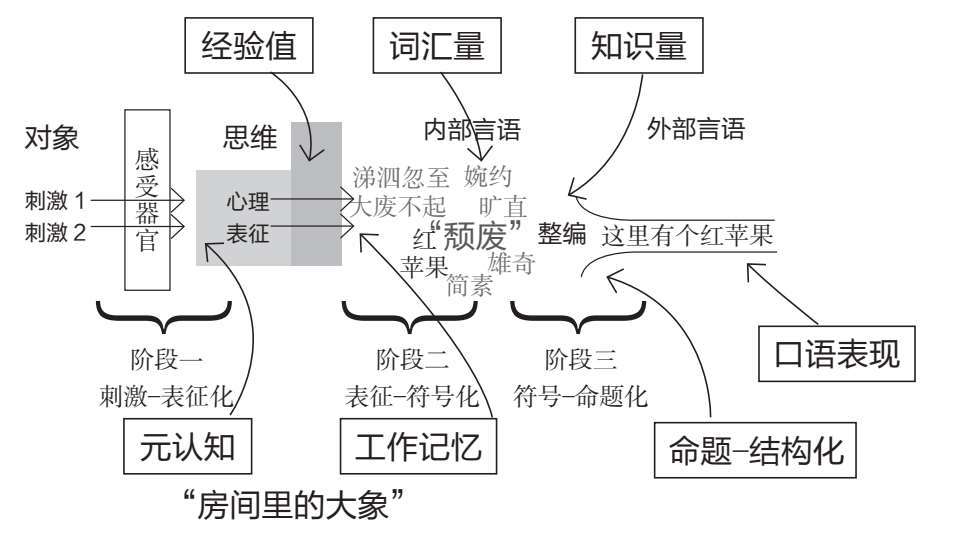 经验值
词汇量
知识量
对象
感受器官
思维
内部言语
外部言语
刺激1
刺激2
心理
表征
涕泗忽至
婉约
大废不起
旷直
红
“颓废”
苹果
雄奇
简素
整编
这里有个红苹果
阶段一
刺激–表征化
阶段二
表征–符号化
阶段三
符号–命题化
口语表现
元认知
工作记忆
命题–结构化
“房间里的大象”